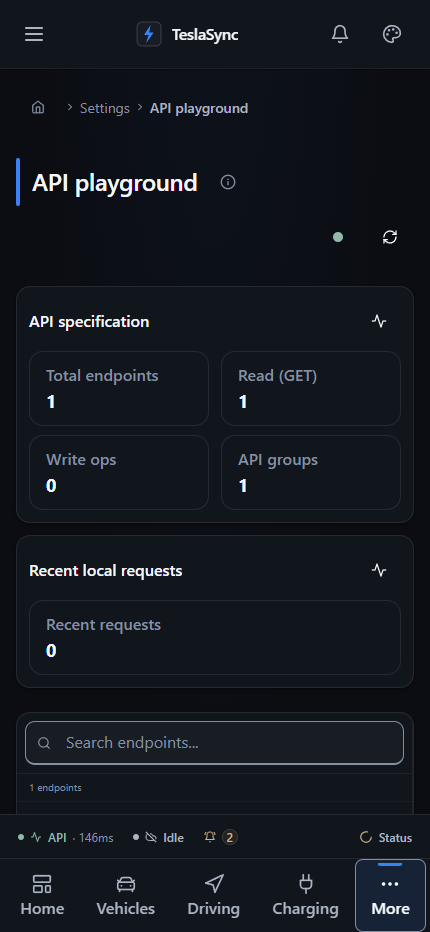 TeslaSync
Settings API playground
API playground
API specification
Total endpoints
1
Read (GET)
1
Write ops
0
API groups
1
Recent local requests
Recent requests
0
Search endpoints...
1 endpoints
API · 146ms Idle 2 Status
Home Vehicles Driving Charging More